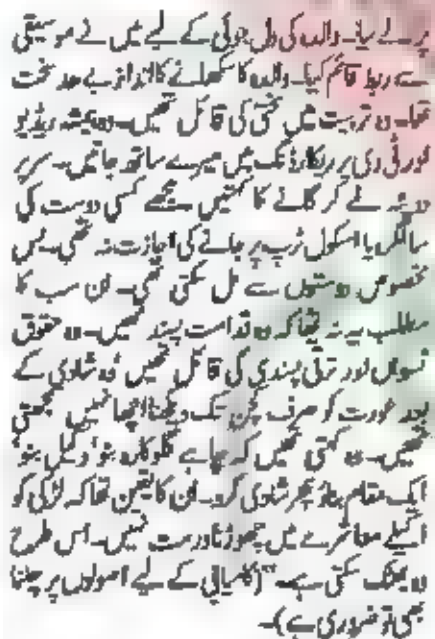 پر لے لیا۔ والدہ کی دل جوئی کے لیے میں نے موسیقی
سے ربط قائم کیا۔ والدہ کا سکھانے کا انداز بے حد سخت
تھا۔ وہ تربیت میں سختی کی قائل تھیں۔ وہ ہمیشہ ریڈیو
اور ٹی وی پر ریکارڈنگ میں میرے ساتھ جاتیں۔ سر پر
دوپٹہ لے کر گانے کا کہتیں۔ مجھے کسی دوست کی
سالگرہ یا اسکول ٹرپ پر جانے کی اجازت نہ تھی۔ بس
مخصوص دوستوں سے مل سکتی تھی۔ ان سب کا
مطلب یہ نہ تھا کہ وہ قدامت پسند تھیں۔ وہ حقوق
نسواں اور ترقی پسندی کی قائل تھیں وہ شادی کے
بعد عورت کو صرف کچن تک دیکھنا اچھا نہیں سمجھتی
تھیں۔ وہ کہتی تھیں کہ چاہے گلوکارہ بنو، وکیل بنو،
ایک مقام بناؤ پھر شادی کرو۔ ان کا یقین تھا کہ لڑکی کو
اکیلے معاشرے میں چھوڑنا درست نہیں۔ اس طرح
وہ بھٹک سکتی ہے۔" (کامیابی کے لیے اصولوں پر چلنا
بھی تو ضروری ہے)۔